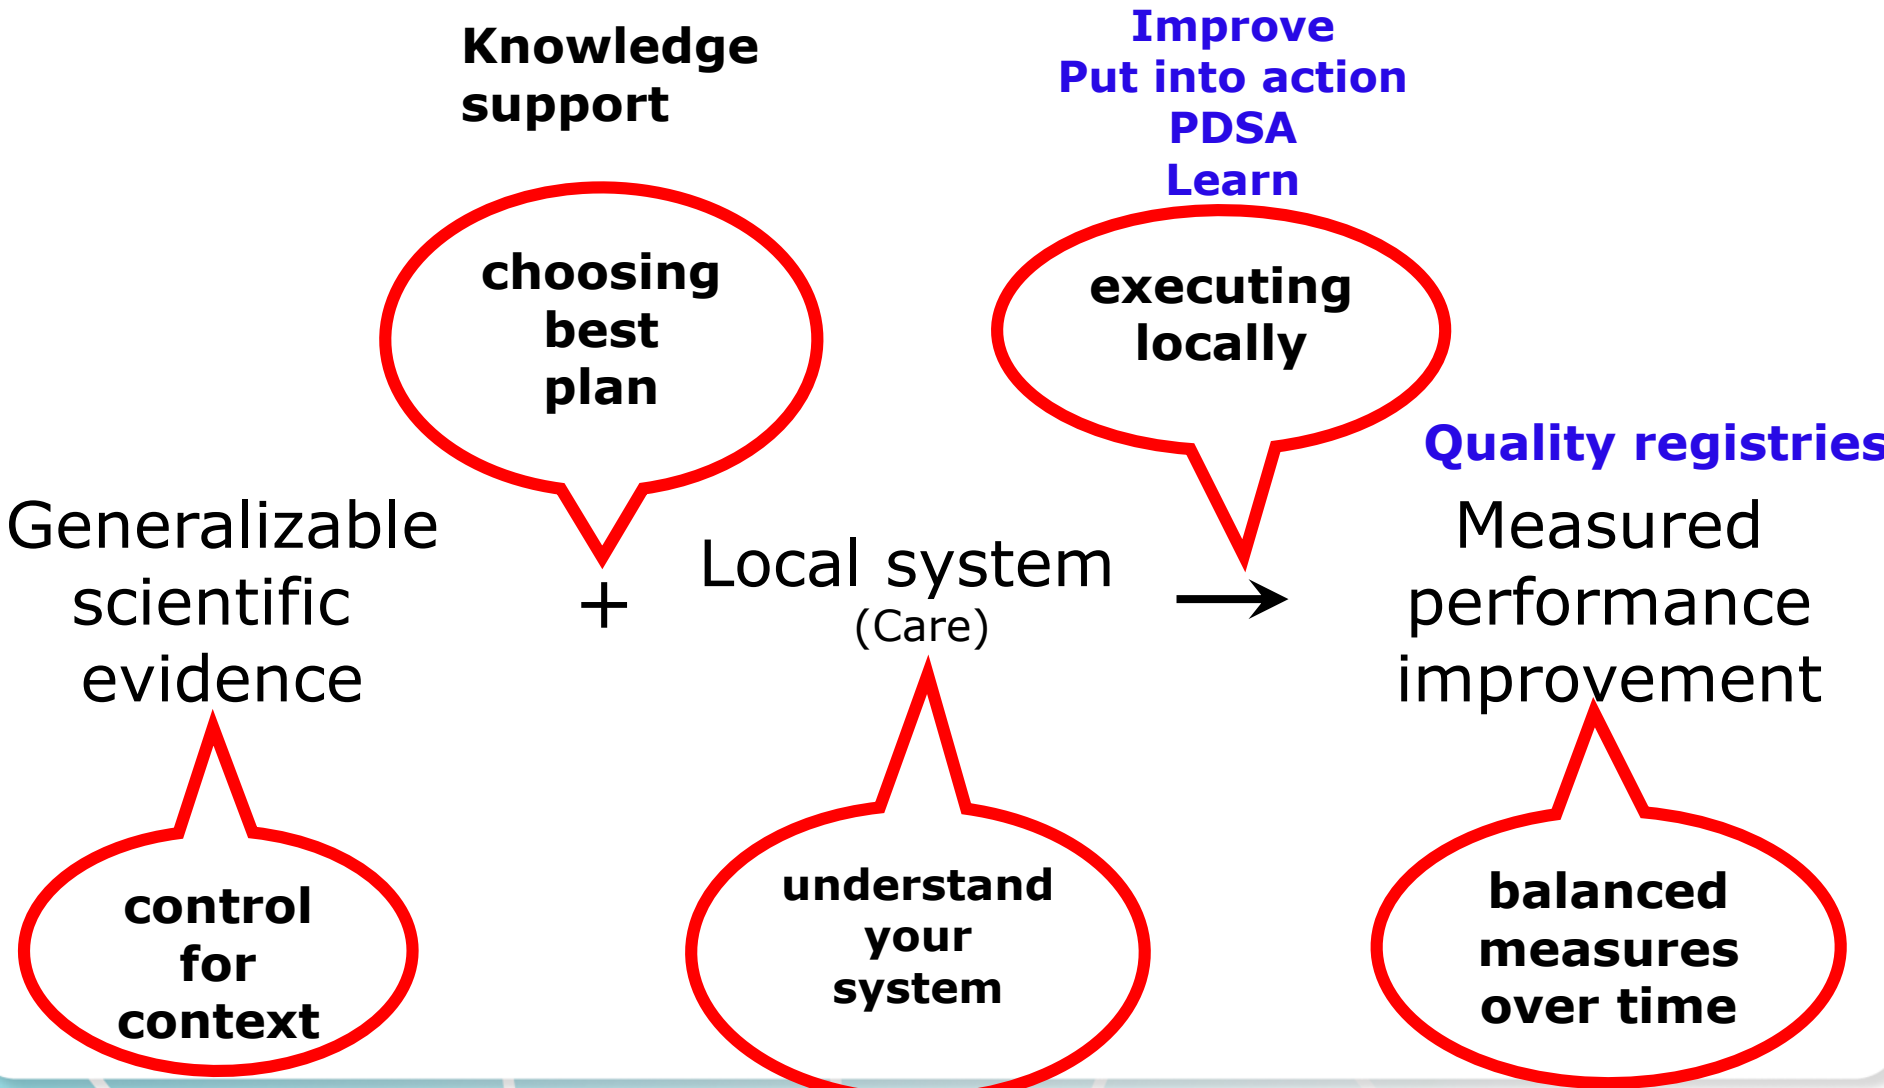 Knowledge
support
Improve
Put into action
PDSA
Learn
choosing
best
plan
executing
locally
Quality registries
Generalizable
scientific
evidence
+
Local system
(Care)
→
Measured
performance
improvement
control
for
context
understand
your
system
balanced
measures
over time